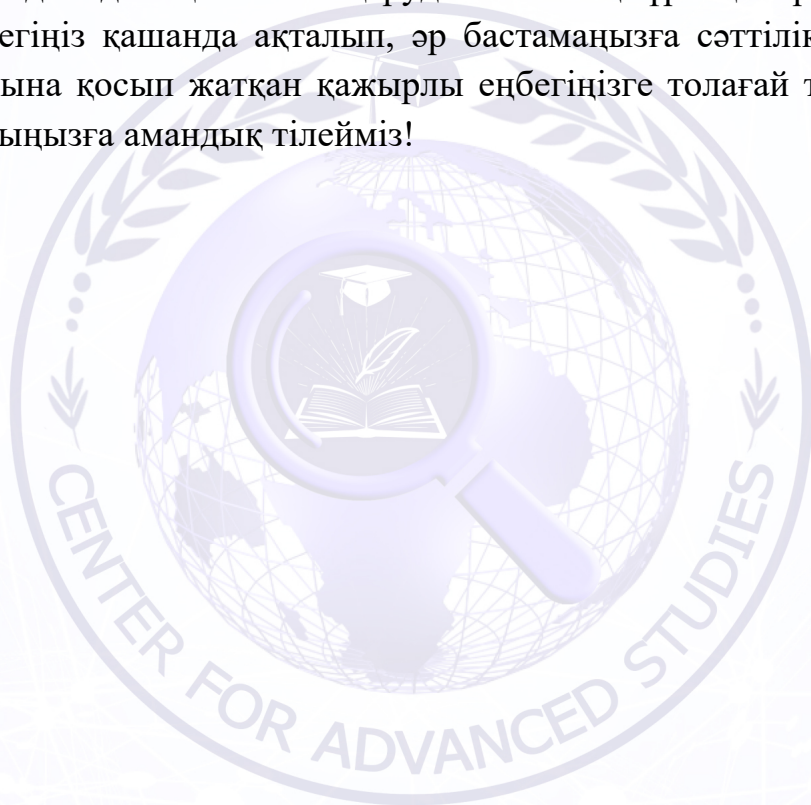 егіңіз қашанда ақталып, әр бастамаңызға сәттілік
ына қосып жатқан қажырлы еңбегіңізге толағай
ыңызға амандық тілейміз!
CENTER FOR ADVANCED STUDIES